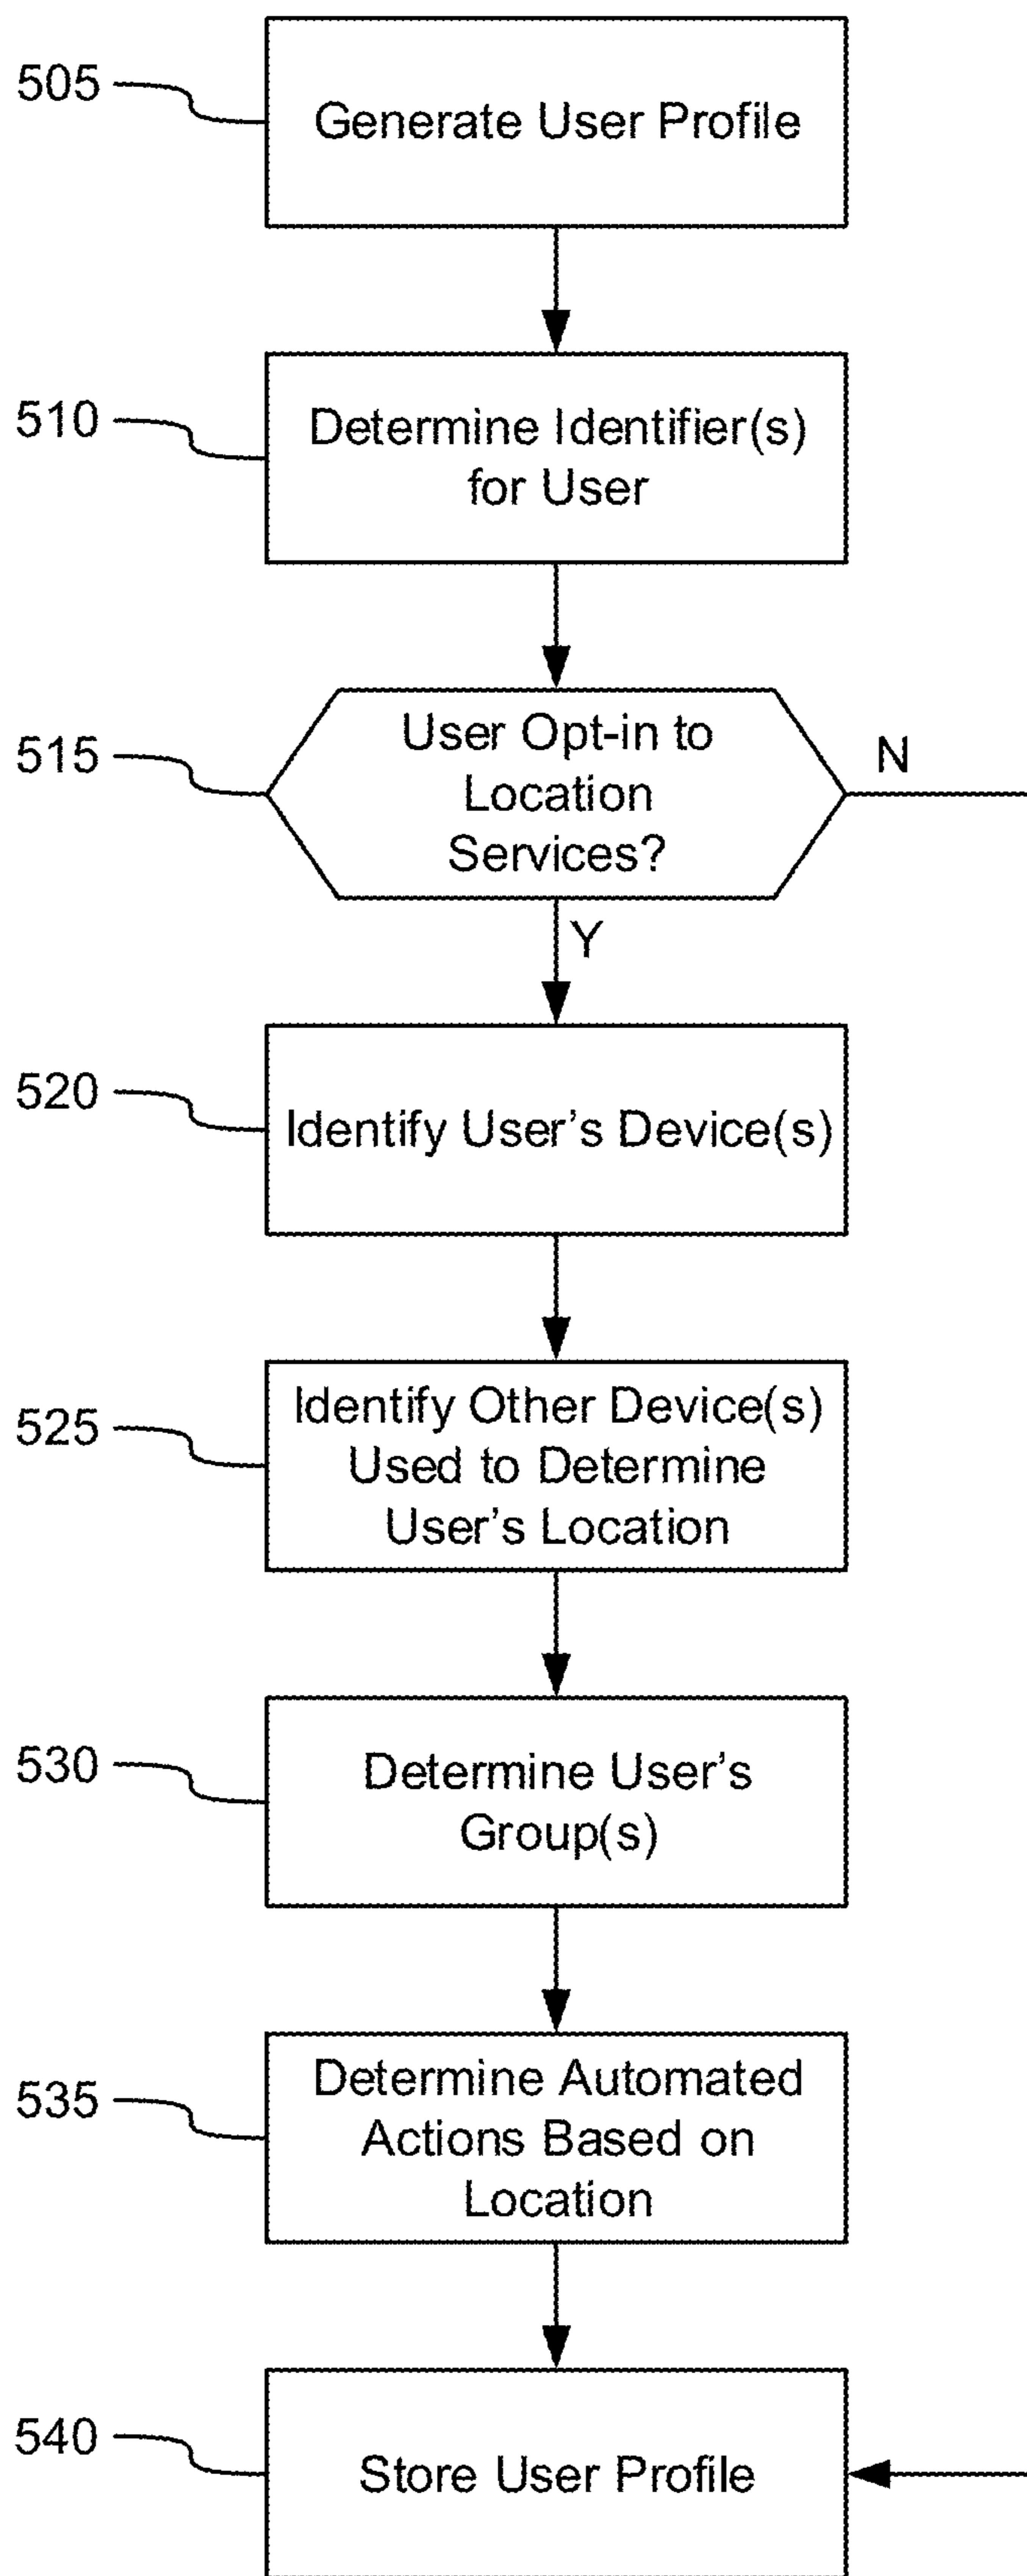 505
Generate User Profile
510
Determine Identifier(s)
for User
515
User Opt-in to
Location
Services?
N
Y
520
Identify User’s Device(s)
525
Identify Other Device(s)
Used to Determine
User’s Location
530
Determine User’s
Group(s)
535
Determine Automated
Actions Based on
Location
540
Store User Profile